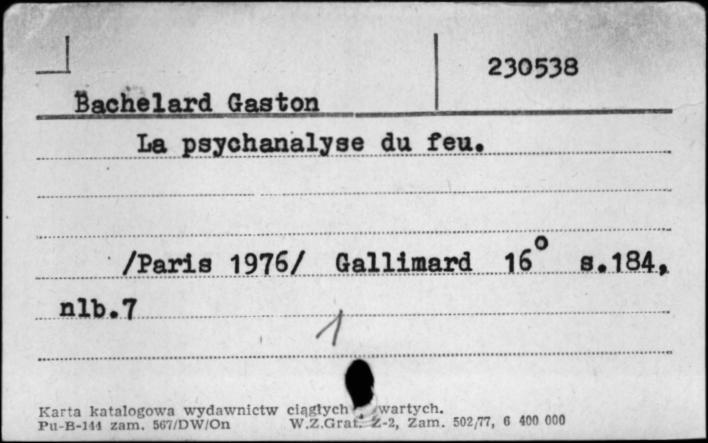 230538
Bachelard Gaston
La psychanalyse du feu.
/Paris 1976/ Gallimard 16° s.184,
nlb.7
1
Karta katalogowa wydawnictw ciągłych wartych.
Pu-B-144 zam. 567/DW/On W.Z.Graf. Z-2, Zam. 502/77, 6 400 000